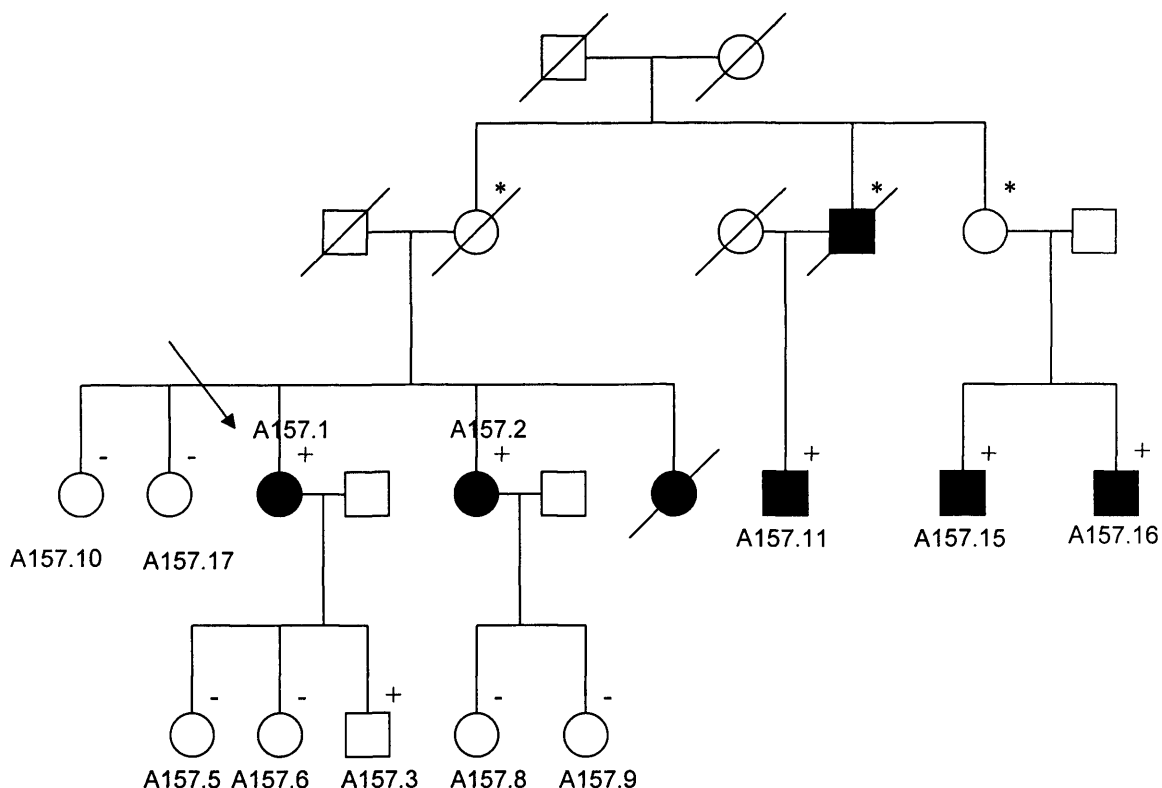 * * *
A157.1 A157.2
- - + + + + +
A157.10 A157.17 A157.11 A157.15 A157.16
- - + - -
A157.5 A157.6 A157.3 A157.8 A157.9